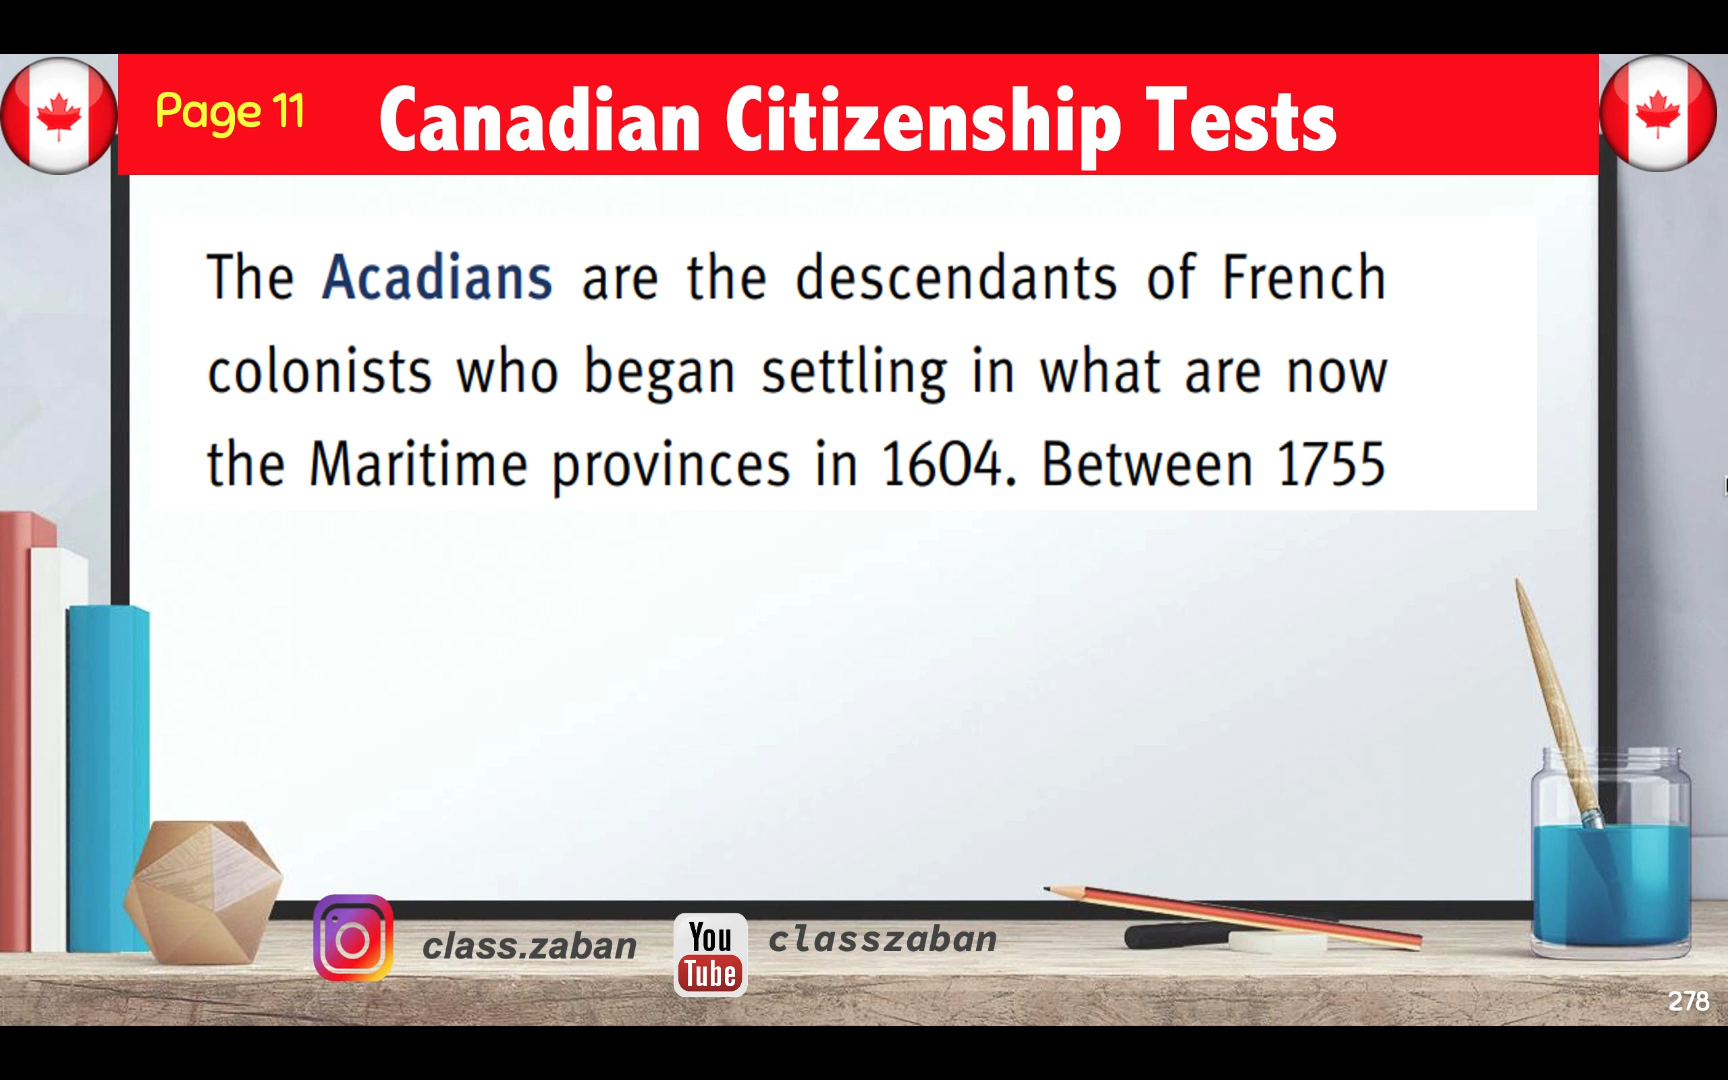 Page 11
Canadian Citizenship Tests
The Acadians are the descendants of French
colonists who began settling in what are now
the Maritime provinces in 1604. Between 1755
class.zaban
You
Tube
classzaban
278